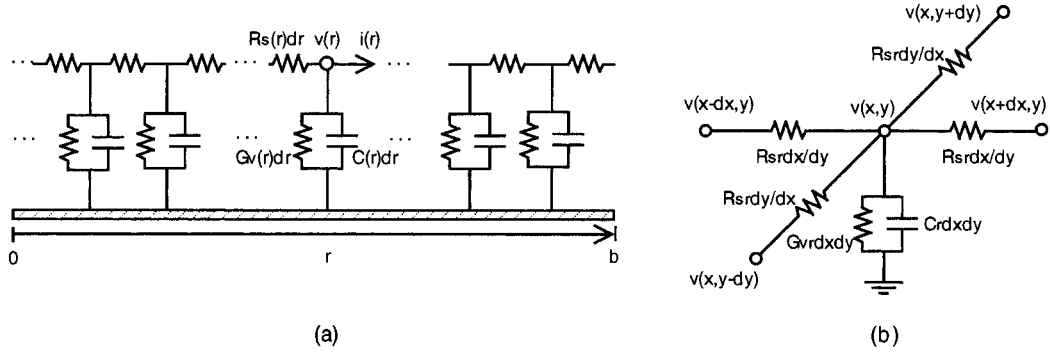 Rs(r)dr v(r) i(r)
Gv(r)dr C(r)dr
0 r b
(a)
v(x,y+dy)
Rsrdy/dx
v(x-dx,y) v(x,y) v(x+dx,y)
Rsrdx/dy Rsrdx/dy
Rsrdy/dx
Gvrdxdy Crdxdy
v(x,y-dy)
(b)